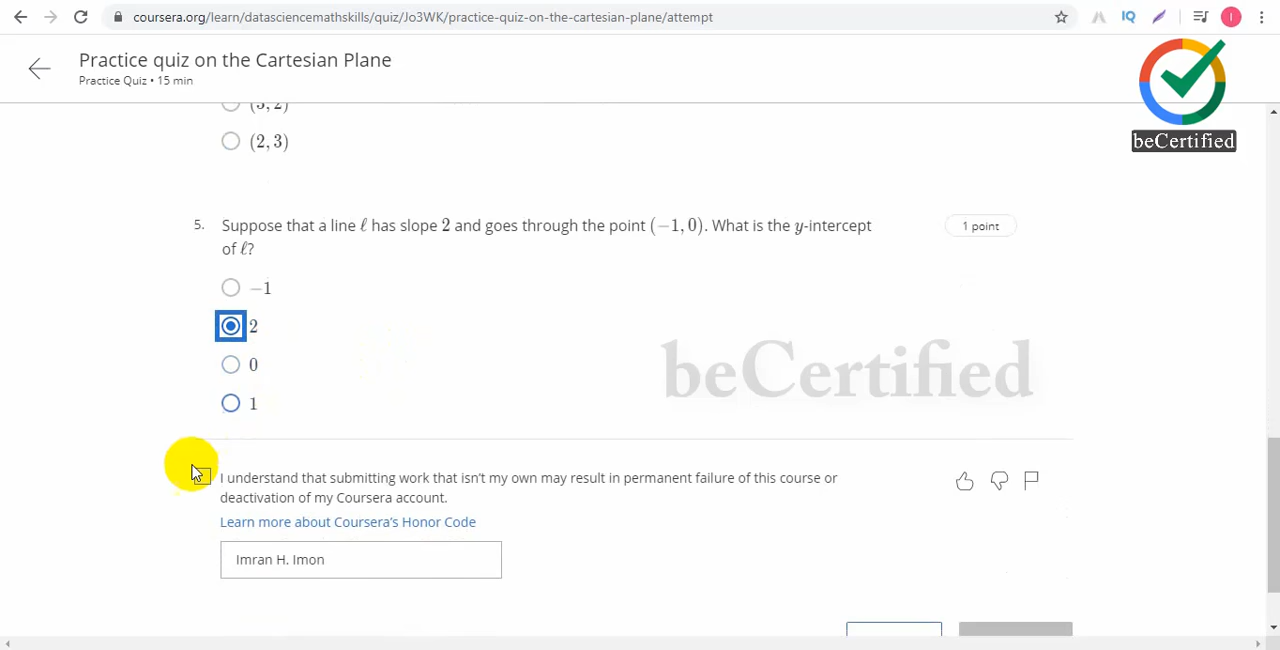 coursera.org/learn/datasciencemathskills/quiz/Jo3WK/practice-quiz-on-the-cartesian-plane/attempt
IQ
I
Practice quiz on the Cartesian Plane
Practice Quiz • 15 min
beCertified
(3, 2)
(2, 3)
5. Suppose that a line ℓ has slope 2 and goes through the point (−1, 0). What is the y-intercept 1 point
of ℓ?
−1
2
0
1
beCertified
I understand that submitting work that isn't my own may result in permanent failure of this course or
deactivation of my Coursera account.
Learn more about Coursera's Honor Code
Imran H. Imon